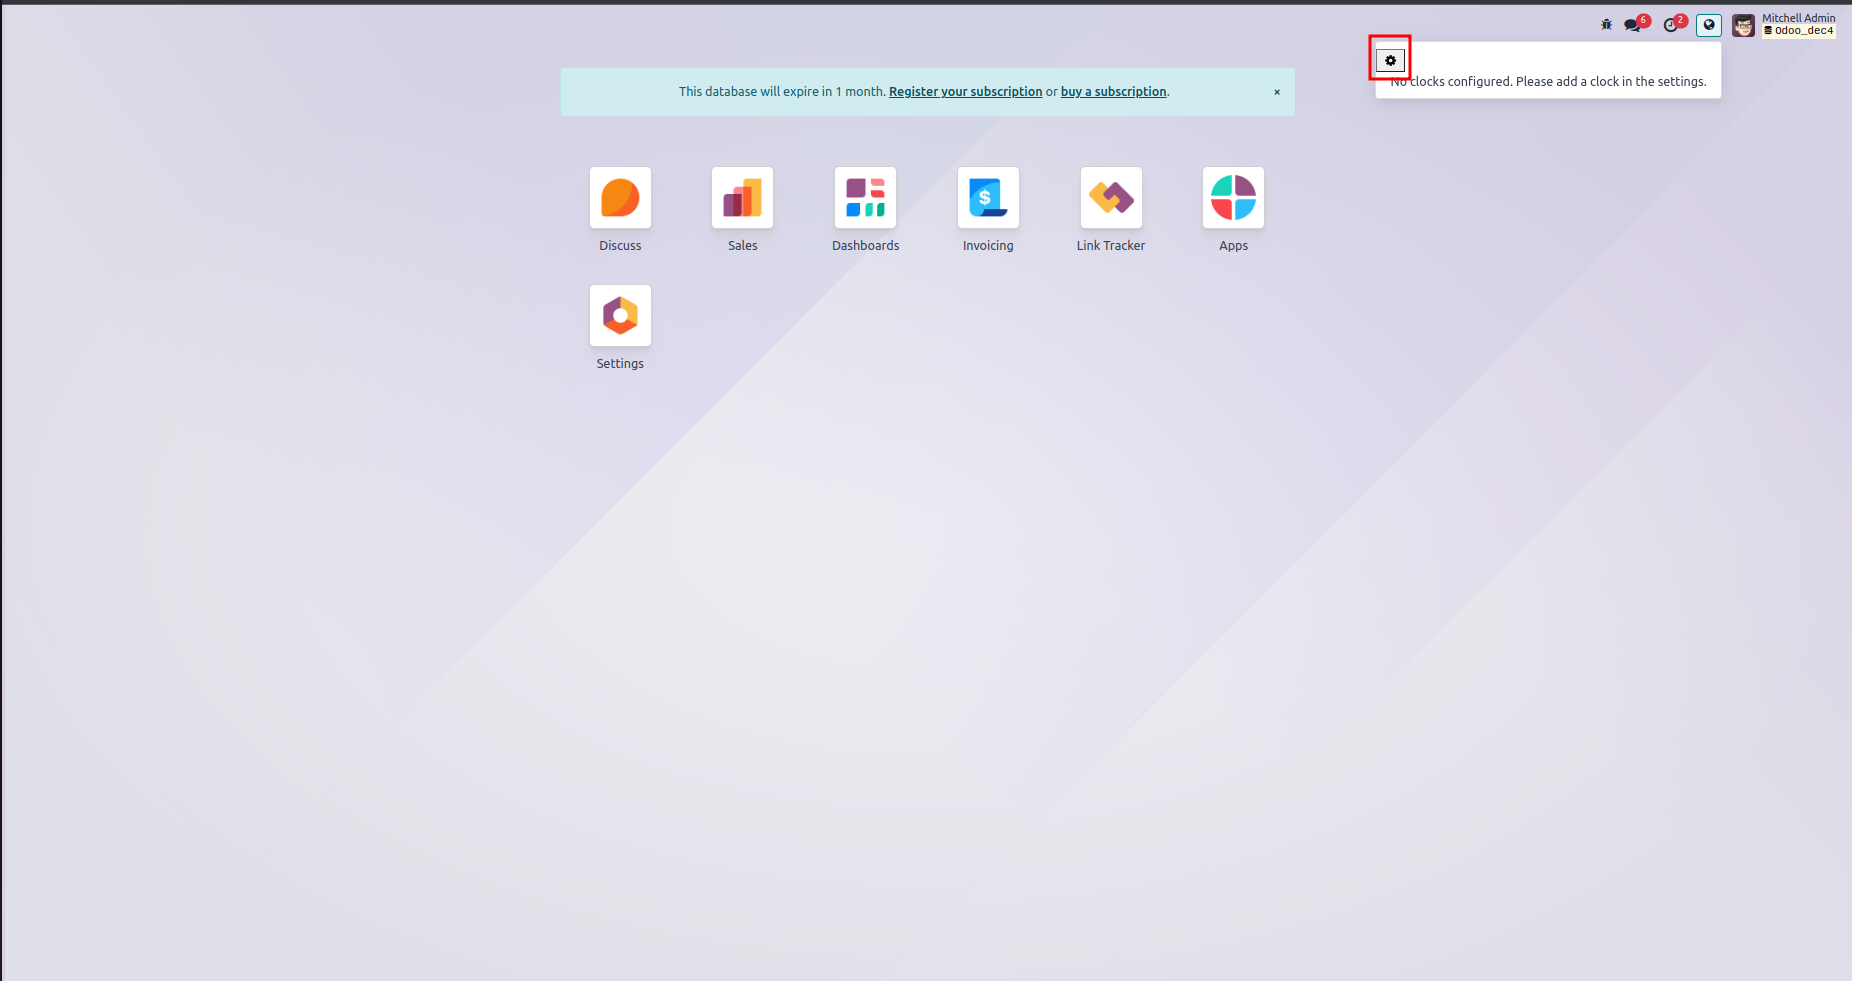 6
2
Mitchell Admin
Odoo_dec4
No clocks configured. Please add a clock in the settings.
This database will expire in 1 month. Register your subscription or buy a subscription.
×
$
Discuss
Sales
Dashboards
Invoicing
Link Tracker
Apps
Settings